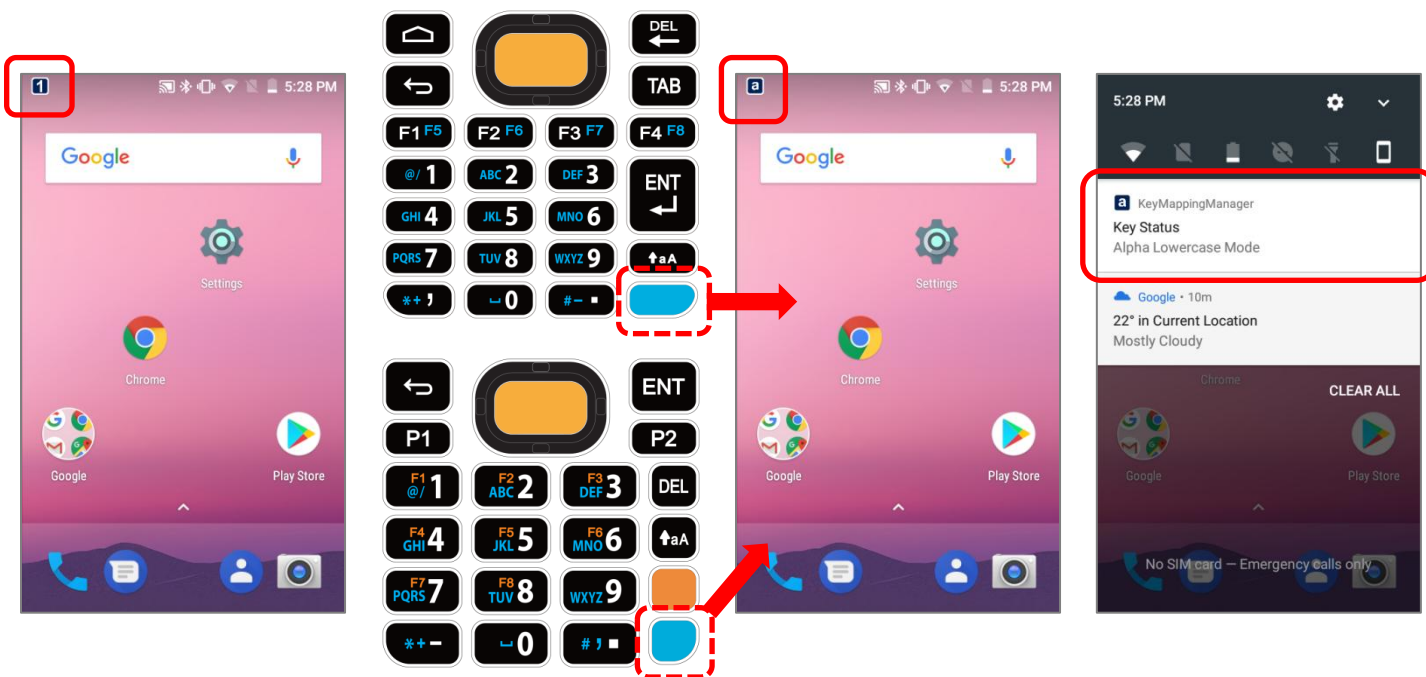 1
5:28 PM
Google
Settings
Chrome
Google
Play Store
DEL
TAB
F1 F5
F2 F6
F3 F7
F4 F8
@/ 1
ABC 2
DEF 3
ENT
GHI 4
JKL 5
MNO 6
PQRS 7
TUV 8
WXYZ 9
aA
*+ ,
0
#- .
ENT
P1
P2
F1 @/ 1
F2 ABC 2
F3 DEF 3
DEL
F4 GHI 4
F5 JKL 5
F6 MNO 6
aA
F7 PQRS 7
F8 TUV 8
WXYZ 9
*+ -
0
# , .
a
5:28 PM
Google
Settings
Chrome
Google
Play Store
5:28 PM
a KeyMappingManager
Key Status
Alpha Lowercase Mode
Google • 10m
22° in Current Location
Mostly Cloudy
Chrome
CLEAR ALL
Google
Play Store
No SIM card — Emergency calls only